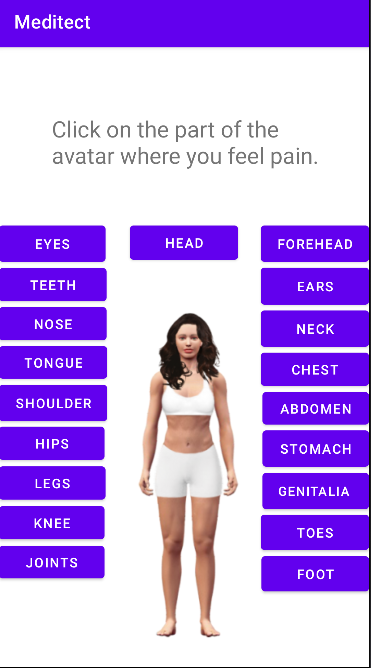 Meditect
Click on the part of the
avatar where you feel pain.
EYES
HEAD
FOREHEAD
TEETH
EARS
NOSE
NECK
TONGUE
CHEST
SHOULDER
ABDOMEN
HIPS
STOMACH
LEGS
GENITALIA
KNEE
TOES
JOINTS
FOOT